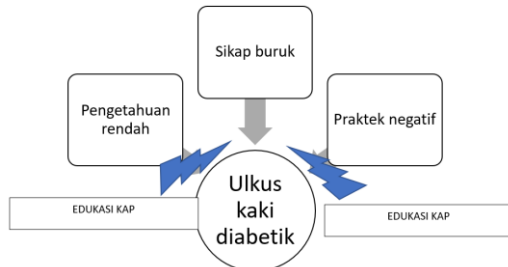 Sikap buruk
Pengetahuan
rendah
Praktek negatif
Ulkus
kaki
diabetik
EDUKASI KAP
EDUKASI KAP